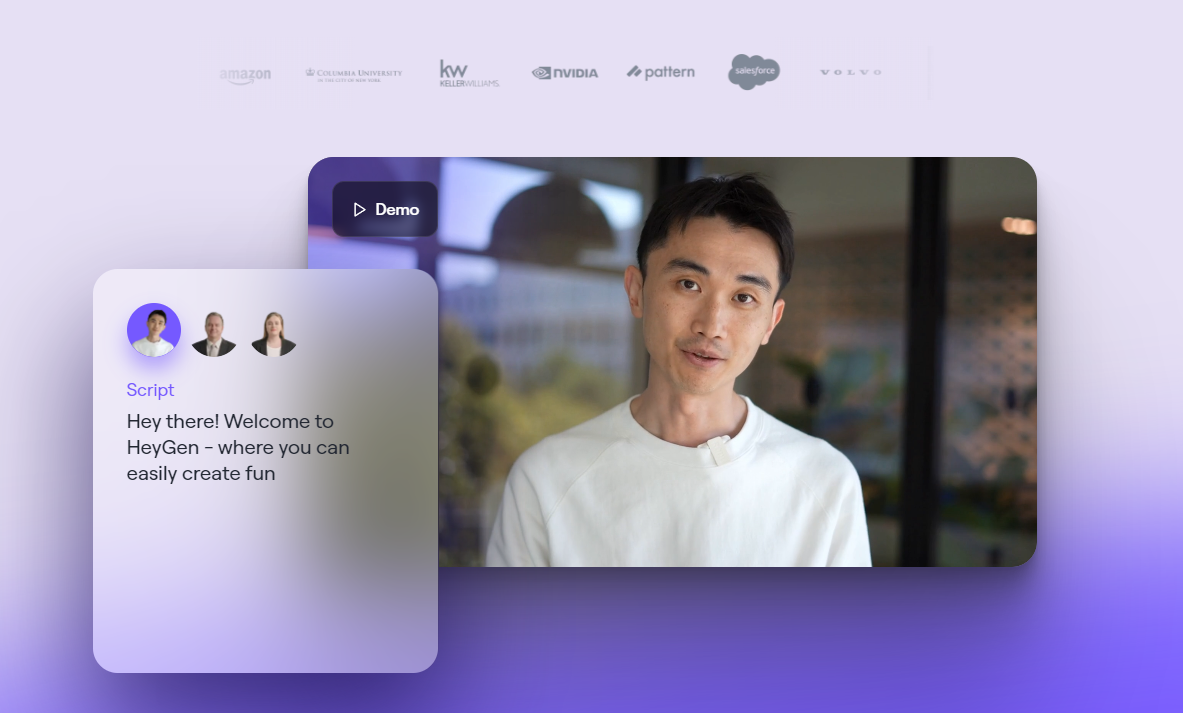 amazon
COLUMBIA UNIVERSITY
IN THE CITY OF NEW YORK
kw
KELLERWILLIAMS.
NVIDIA
pattern
salesforce
VOLVO
Demo
Script
Hey there! Welcome to
HeyGen - where you can
easily create fun